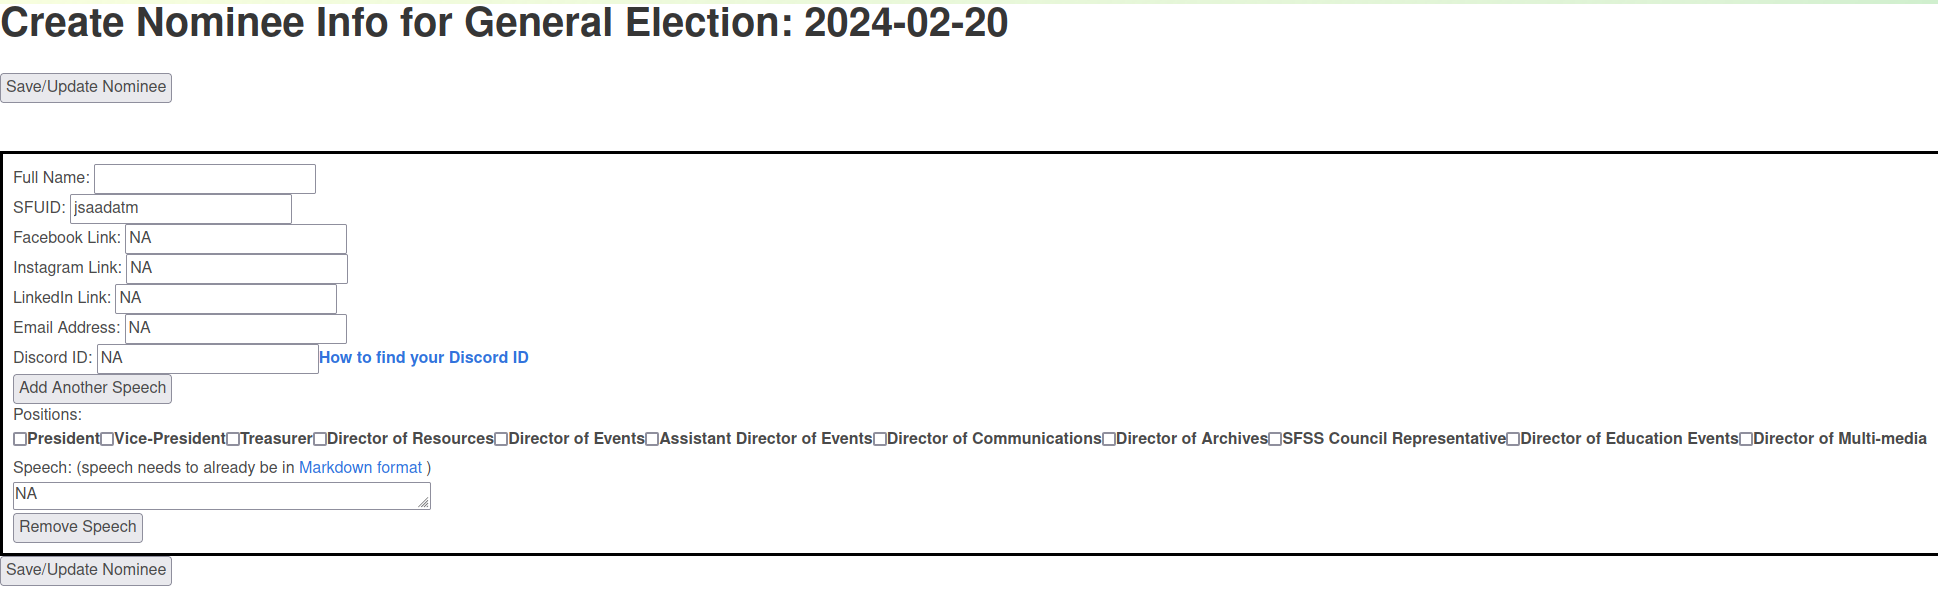 Create Nominee Info for General Election: 2024-02-20
Save/Update Nominee
Full Name:
SFUID: jsaadatm
Facebook Link: NA
Instagram Link: NA
LinkedIn Link: NA
Email Address: NA
Discord ID: NA How to find your Discord ID
Add Another Speech
Positions:
President Vice-President Treasurer Director of Resources Director of Events Assistant Director of Events Director of Communications Director of Archives SFSS Council Representative Director of Education Events Director of Multi-media
Speech: (speech needs to already be in Markdown format )
NA
Remove Speech
Save/Update Nominee